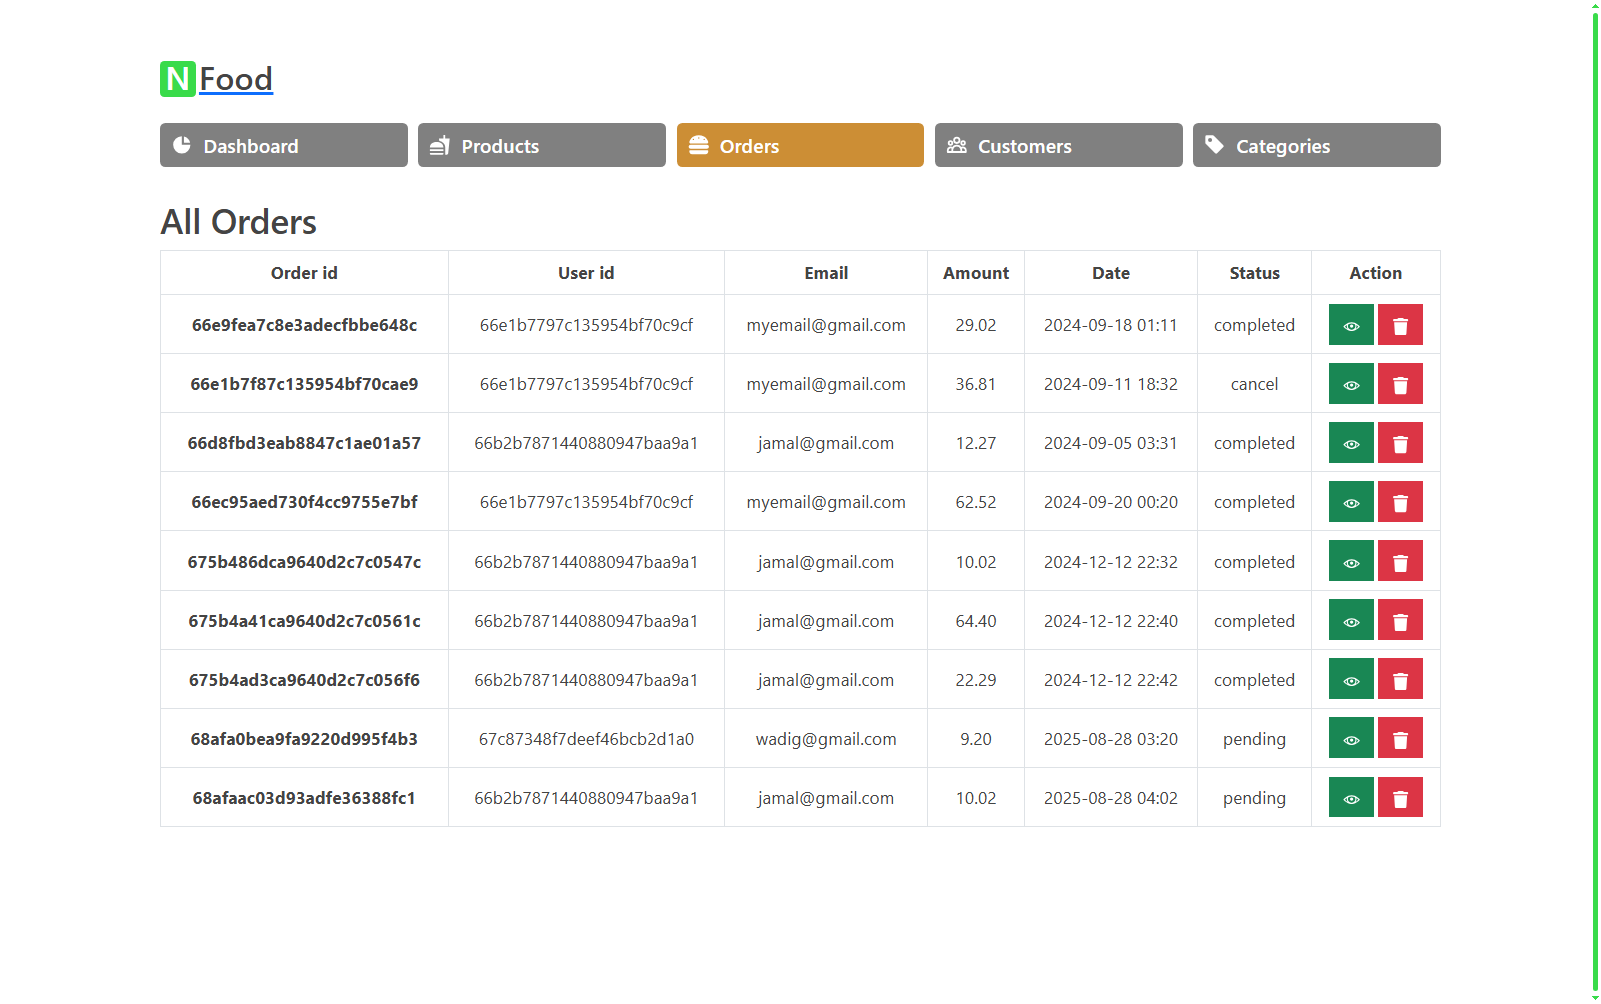 N Food
Dashboard Products Orders Customers Categories
All Orders
Order id User id Email Amount Date Status Action
66e9fea7c8e3adecfbbe648c 66e1b7797c135954bf70c9cf myemail@gmail.com 29.02 2024-09-18 01:11 completed
66e1b7f87c135954bf70cae9 66e1b7797c135954bf70c9cf myemail@gmail.com 36.81 2024-09-11 18:32 cancel
66d8fbd3eab8847c1ae01a57 66b2b7871440880947baa9a1 jamal@gmail.com 12.27 2024-09-05 03:31 completed
66ec95aed730f4cc9755e7bf 66e1b7797c135954bf70c9cf myemail@gmail.com 62.52 2024-09-20 00:20 completed
675b486dca9640d2c7c0547c 66b2b7871440880947baa9a1 jamal@gmail.com 10.02 2024-12-12 22:32 completed
675b4a41ca9640d2c7c0561c 66b2b7871440880947baa9a1 jamal@gmail.com 64.40 2024-12-12 22:40 completed
675b4ad3ca9640d2c7c056f6 66b2b7871440880947baa9a1 jamal@gmail.com 22.29 2024-12-12 22:42 completed
68afa0bea9fa9220d995f4b3 67c87348f7deef46bcb2d1a0 wadig@gmail.com 9.20 2025-08-28 03:20 pending
68afaac03d93adfe36388fc1 66b2b7871440880947baa9a1 jamal@gmail.com 10.02 2025-08-28 04:02 pending